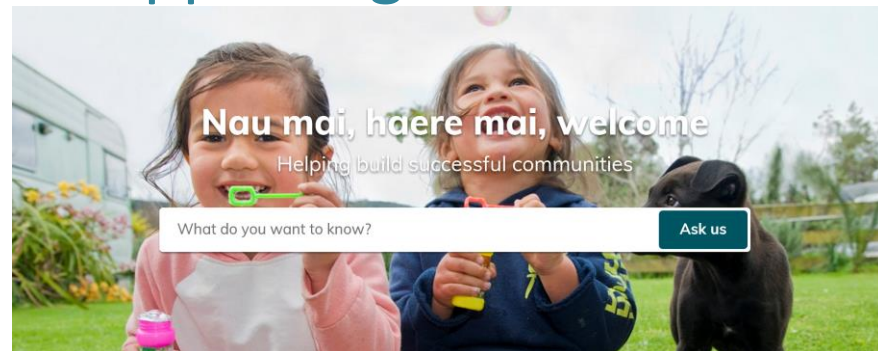 Nau mai, haere mai, welcome
Helping build successful communities
What do you want to know? Ask us